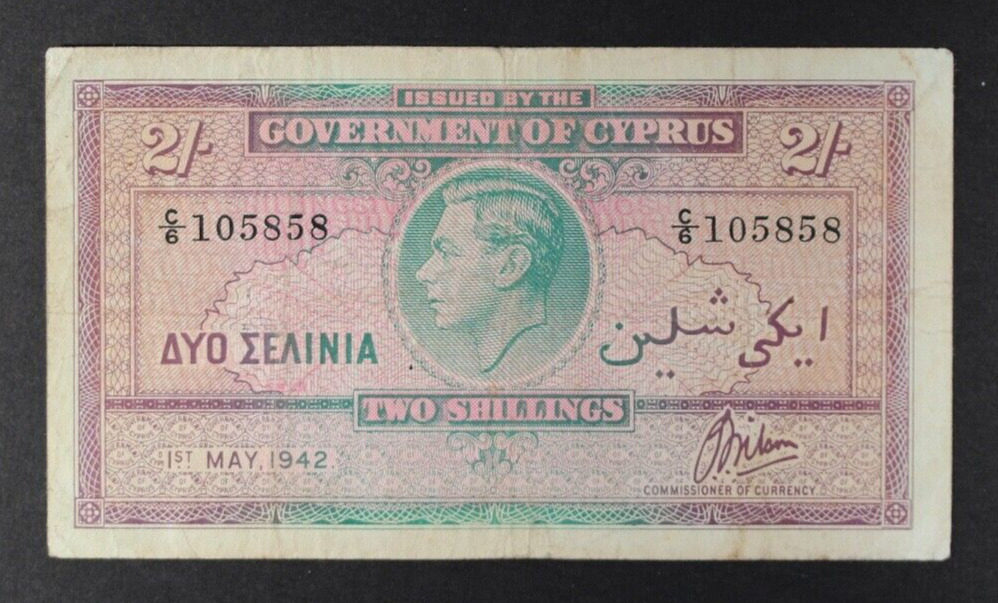 ISSUED BY THE
GOVERNMENT OF CYPRUS
2/- 2/-
C/6 105858 C/6 105858
ΔΥΟ ΣΕΛΙΝΙΑ ایكی شلین
TWO SHILLINGS
1ST MAY, 1942.
COMMISSIONER OF CURRENCY